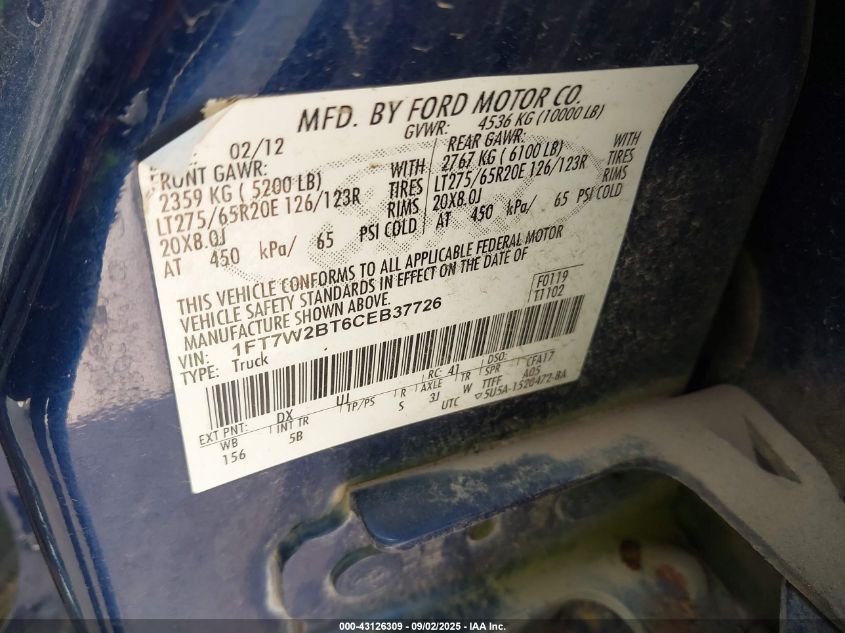 MFD. BY FORD MOTOR CO.
02/12
GVWR: 4536 KG (10000 LB)
FRONT GAWR:
2359 KG ( 5200 LB) WITH
LT275/65R20E 126/123R TIRES
20X8.0J RIMS
AT 450 kPa/ 65 PSI COLD
REAR GAWR:
2767 KG ( 6100 LB) WITH
LT275/65R20E 126/123R TIRES
20X8.0J RIMS
AT 450 kPa/ 65 PSI COLD
THIS VEHICLE CONFORMS TO ALL APPLICABLE FEDERAL MOTOR
VEHICLE SAFETY STANDARDS IN EFFECT ON THE DATE OF
MANUFACTURE SHOWN ABOVE.
F0119
T1102
VIN: 1FT7W2BT6CEB37726
TYPE: Truck
EXT PNT: DX UJ RC: 41 DSO: CFA17
WB INT TR TP/PS R AXLE TR SPR
156 5B S 3J W TTFF A05
UTC ▽5U5A-1520472-BA
000-43126309 - 09/02/2025 - IAA Inc.